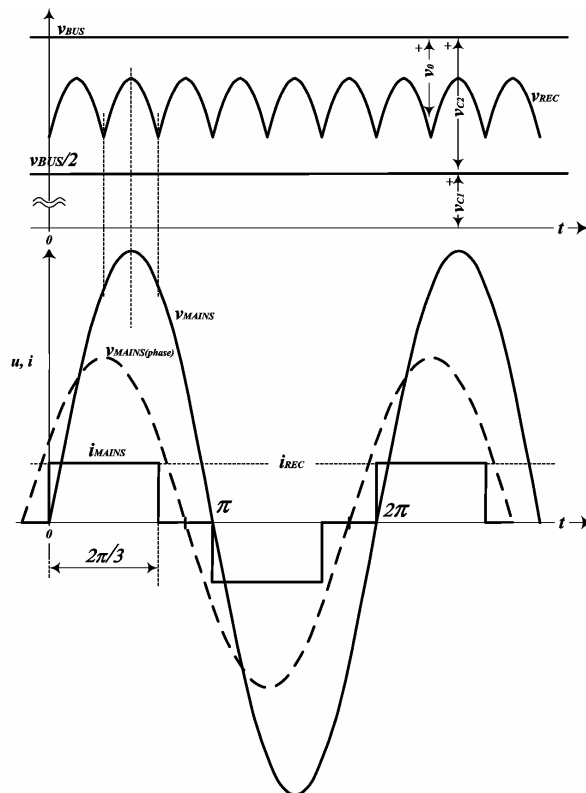 vBUS
+ +
v0
vC2
vREC
vBUS/2
+
vC1
0
t
vMAINS
vMAINS(phase)
u, i
iMAINS
iREC
π
2π
0
t
2π/3